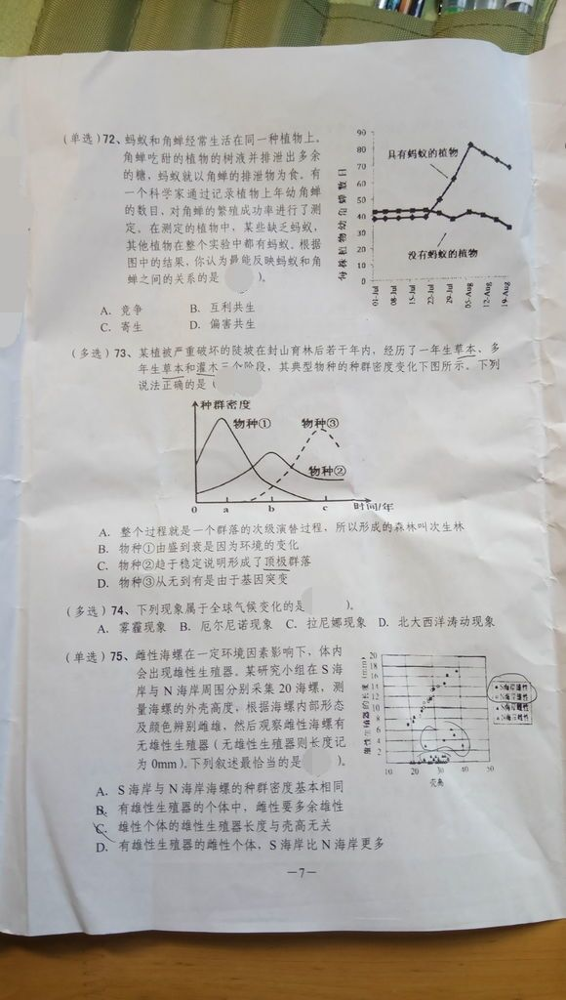 (单选)72、蚂蚁和角蝉经常生活在同一种植物上。
角蝉吃甜的植物的树液并排泄出多余
的糖，蚂蚁就以角蝉的排泄物为食。有
一个科学家通过记录植物上年幼角蝉
的数目、对角蝉的繁殖成功率进行了测
定。在测定的植物中，某些缺乏蚂蚁，
其他植物在整个实验中都有蚂蚁。根据
图中的结果，你认为最能反映蚂蚁和角
蝉之间的关系的是 )。
A. 竞争 B. 互利共生
C. 寄生 D. 偏害共生
每株植物幼角蝉数目
90
80
70
60
50
40
30
20
10
0
具有蚂蚁的植物
没有蚂蚁的植物
01-Jul 08-Jul 15-Jul 22-Jul 29-Jul 05-Aug 12-Aug 19-Aug
(多选)73、某植被严重破坏的陡坡在封山育林后若干年内，经历了一年生草本、多
年生草本和灌木三个阶段，其典型物种的种群密度变化下图所示。下列
说法正确的是 (
种群密度
物种① 物种③
物种②
0 a b c 时间/年
A. 整个过程就是一个群落的次级演替过程，所以形成的森林叫次生林
B. 物种①由盛到衰是因为环境的变化
C. 物种②趋于稳定说明形成了顶极群落
D. 物种③从无到有是由于基因突变
(多选)74、下列现象属于全球气候变化的是 )。
A. 雾霾现象 B. 厄尔尼诺现象 C. 拉尼娜现象 D. 北大西洋涛动现象
(单选)75、雌性海螺在一定环境因素影响下，体内
会出现雄性生殖器。某研究小组在 S 海
岸与 N 海岸周围分别采集 20 海螺，测
量海螺的外壳高度，根据海螺内部形态
及颜色辨别雌雄，然后观察雌性海螺有
无雄性生殖器（无雄性生殖器则长度记
为 0mm）。下列叙述最恰当的是 )。
雄性生殖器的长度(mm)
20
18
16
14
12
10
8
6
4
2
10 20 30 40 50
壳高
S海岸雄性
N海岸雄性
S海岸雌性
N海岸雌性
A. S 海岸与 N 海岸海螺的种群密度基本相同
B. 有雄性生殖器的个体中，雌性要多余雄性
C. 雄性个体的雄性生殖器长度与壳高无关
D. 有雄性生殖器的雌性个体，S 海岸比 N 海岸更多
—7—